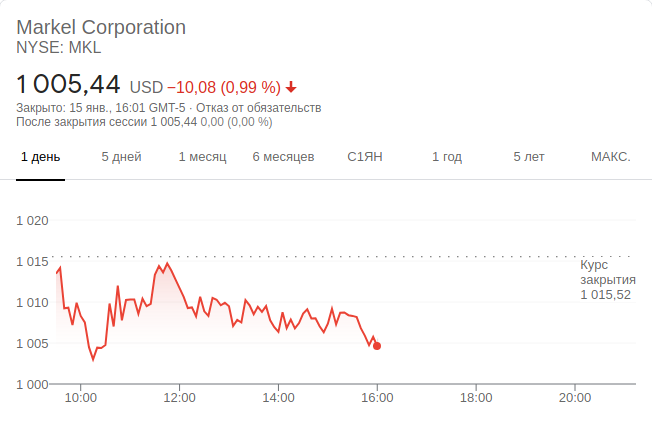 Markel Corporation
NYSE: MKL
1 005,44 USD −10,08 (0,99 %)
Закрыто: 15 янв., 16:01 GMT-5 · Отказ от обязательств
После закрытия сессии 1 005,44 0,00 (0,00 %)
1 день 5 дней 1 месяц 6 месяцев С1ЯН 1 год 5 лет МАКС.
1 020
1 015
Курс
закрытия
1 015,52
1 010
1 005
1 000
10:00 12:00 14:00 16:00 18:00 20:00